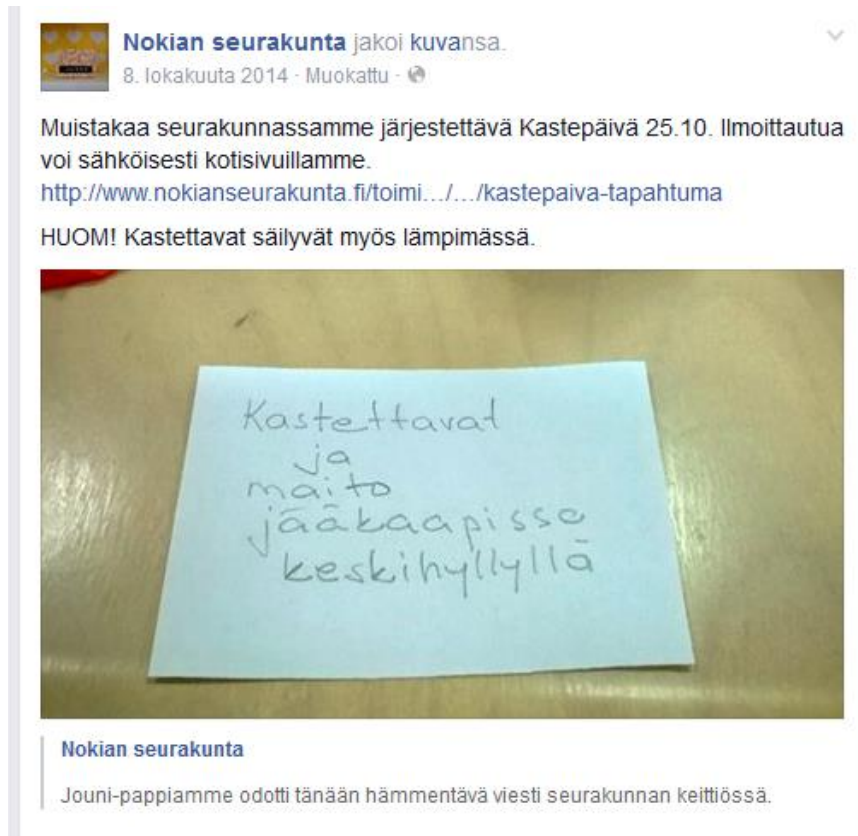 Nokian seurakunta jakoi kuvansa.
8. lokakuuta 2014 · Muokattu ·
Muistakaa seurakunnassamme järjestettävä Kastepäivä 25.10. Ilmoittautua
voi sähköisesti kotisivuillamme.
http://www.nokianseurakunta.fi/toimi.../.../kastepaiva-tapahtuma
HUOM! Kastettavat säilyvät myös lämpimässä.
Kastettavat
ja
maito
jääkaapissa
keskihyllyllä
Nokian seurakunta
Jouni-pappiamme odotti tänään hämmentävä viesti seurakunnan keittiössä.